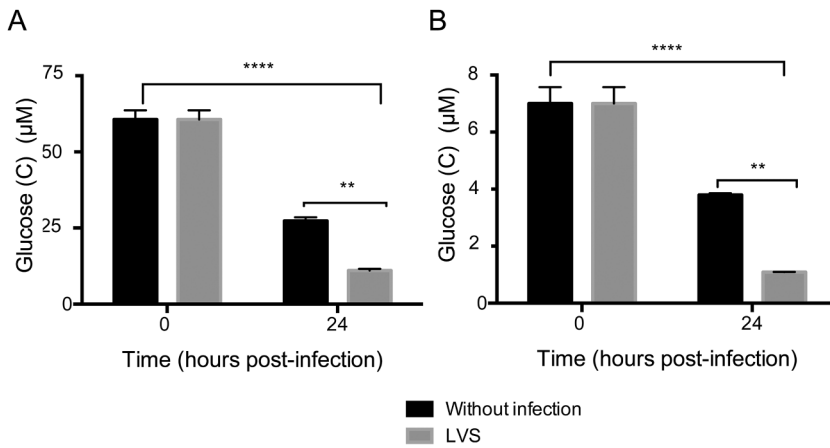 A
Glucose (C) (µM)
75
50
25
0
****
**
0
24
Time (hours post-infection)
B
Glucose (C) (µM)
8
6
4
2
0
****
**
0
24
Time (hours post-infection)
Without infection
LVS